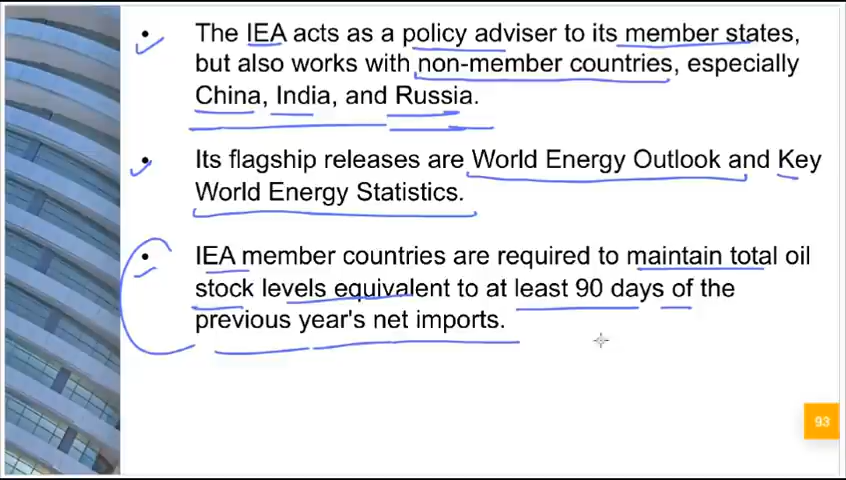 • The IEA acts as a policy adviser to its member states,
but also works with non-member countries, especially
China, India, and Russia.
• Its flagship releases are World Energy Outlook and Key
World Energy Statistics.
• IEA member countries are required to maintain total oil
stock levels equivalent to at least 90 days of the
previous year's net imports.
93